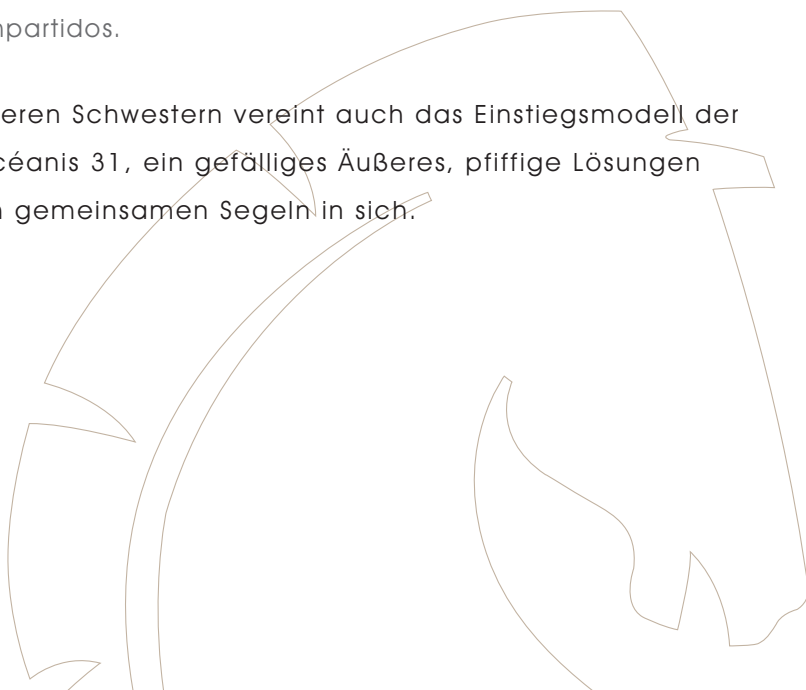 mpartidos.
eren Schwestern vereint auch das Einstiegsmodell der
céanis 31, ein gefälliges Äußeres, pfiffige Lösungen
gemeinsamen Segeln in sich.